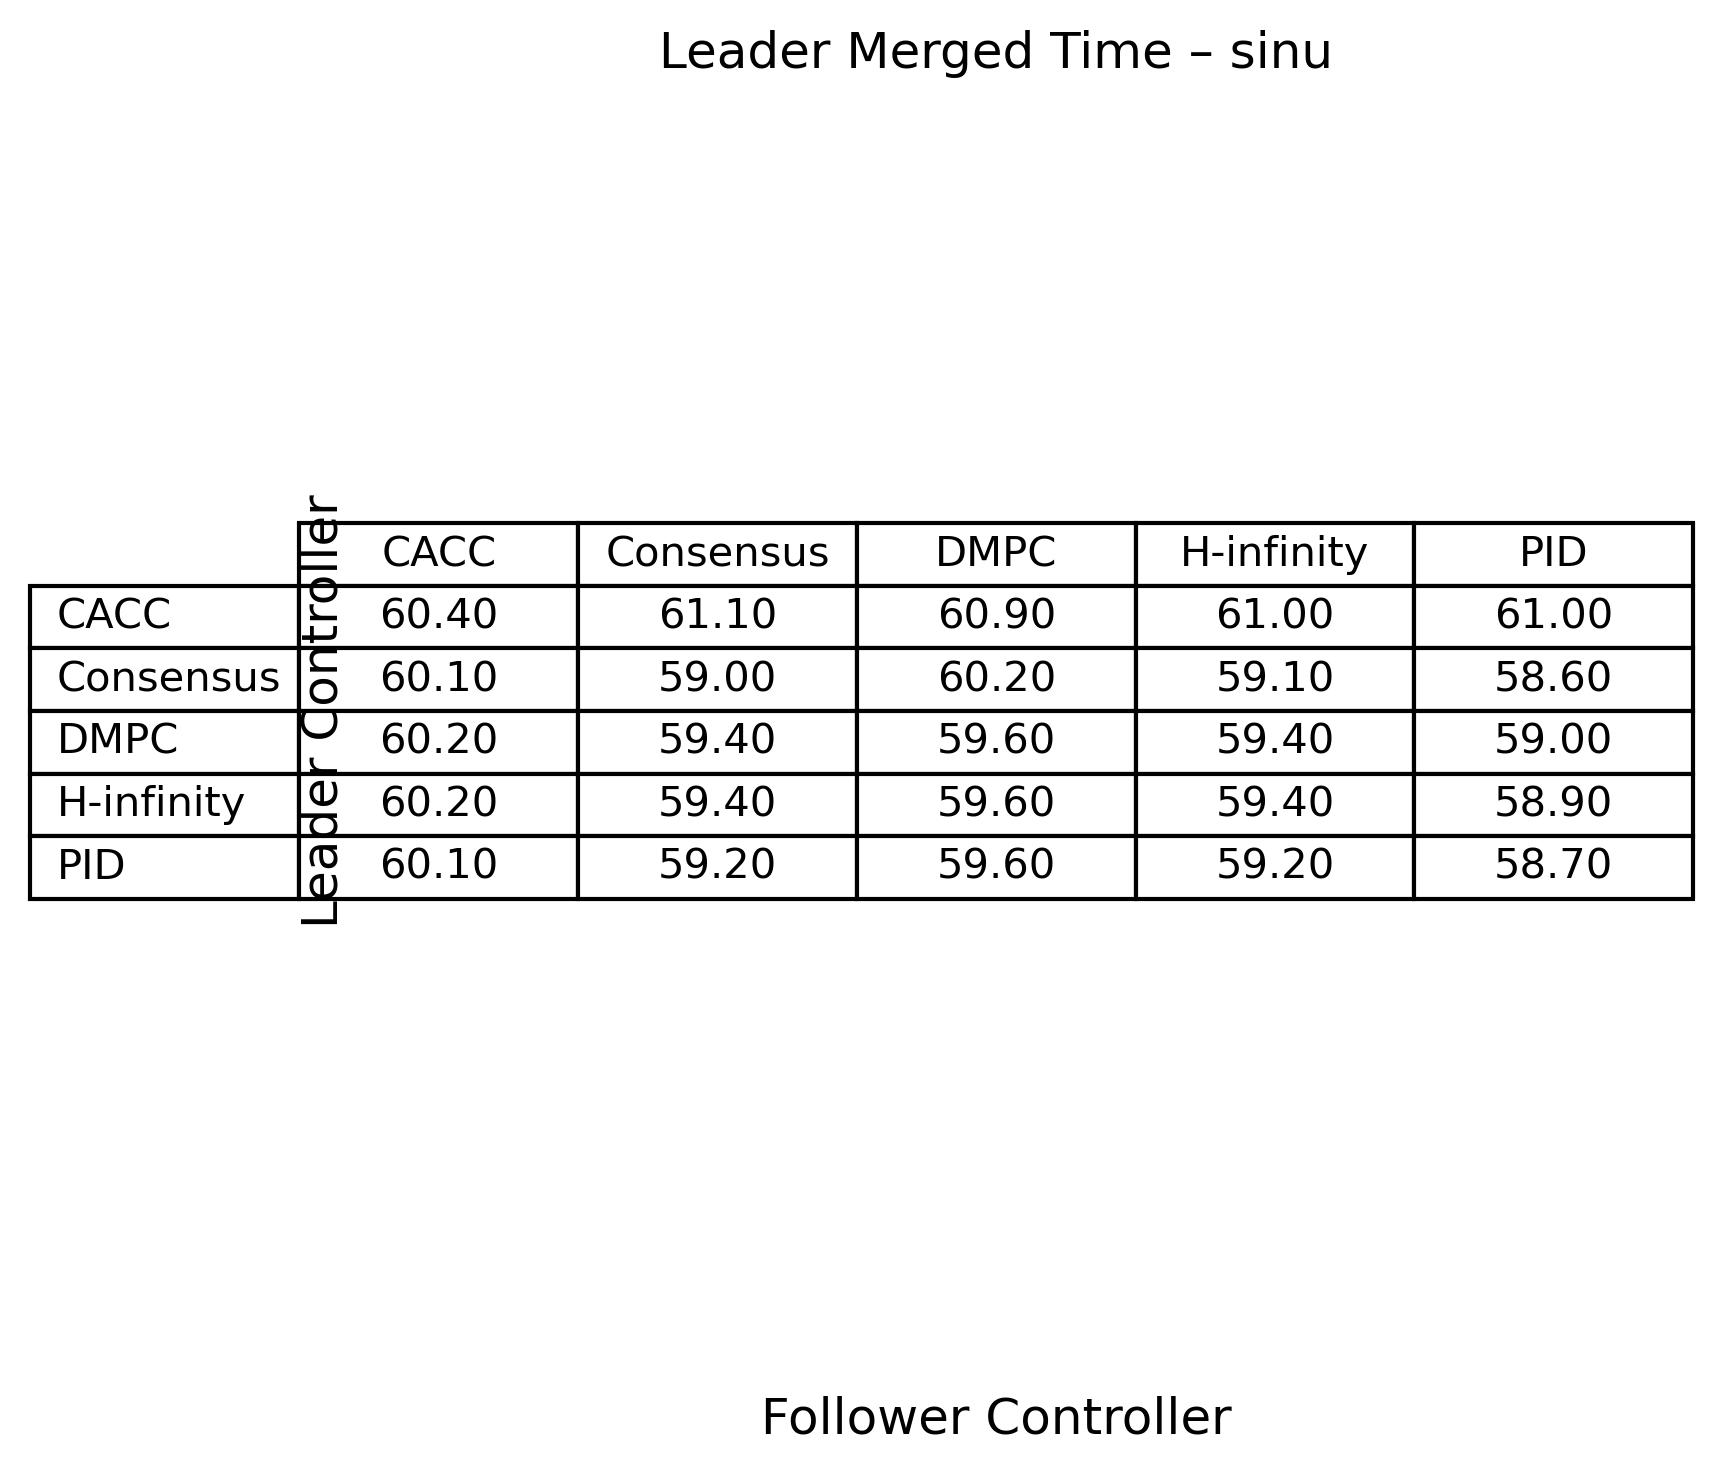 Leader Merged Time – sinu
Leader Controller
CACC Consensus DMPC H-infinity PID
CACC 60.40 61.10 60.90 61.00 61.00
Consensus 60.10 59.00 60.20 59.10 58.60
DMPC 60.20 59.40 59.60 59.40 59.00
H-infinity 60.20 59.40 59.60 59.40 58.90
PID 60.10 59.20 59.60 59.20 58.70
Follower Controller